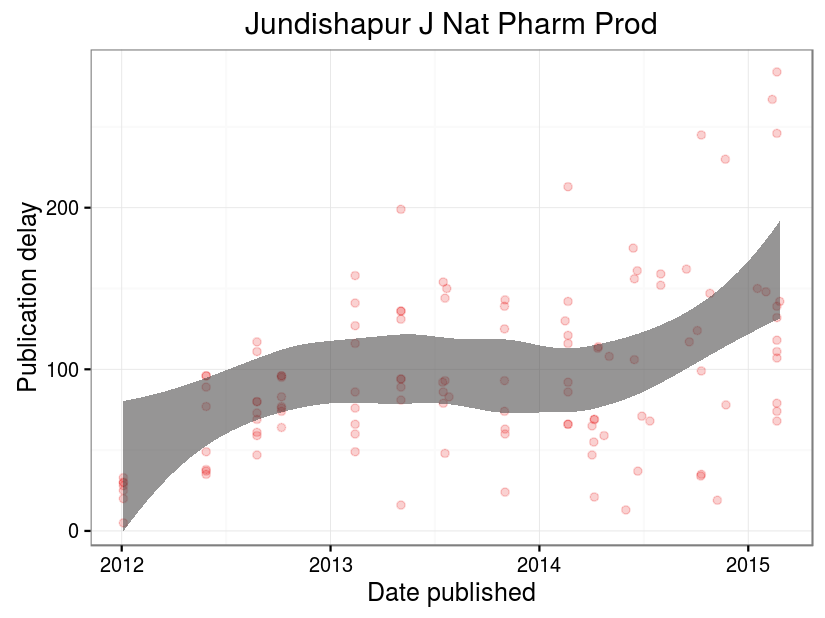 Jundishapur J Nat Pharm Prod
Publication delay
200
100
0
2012 2013 2014 2015
Date published